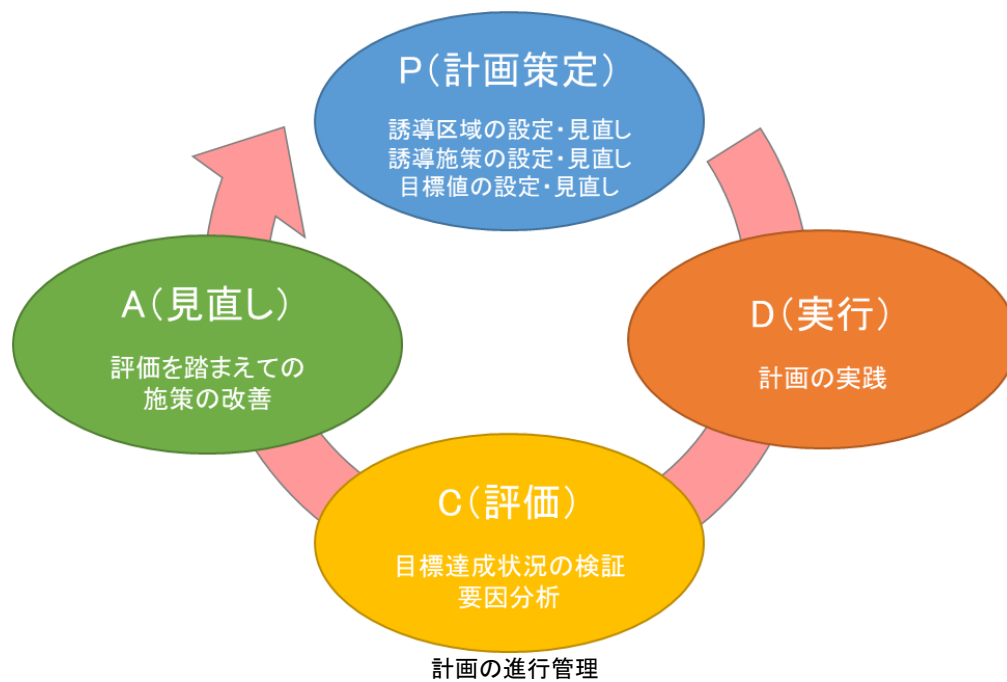 P(計画策定)
誘導区域の設定・見直し
誘導施策の設定・見直し
目標値の設定・見直し
A(見直し)
評価を踏まえての
施策の改善
D(実行)
計画の実践
C(評価)
目標達成状況の検証
要因分析
計画の進行管理